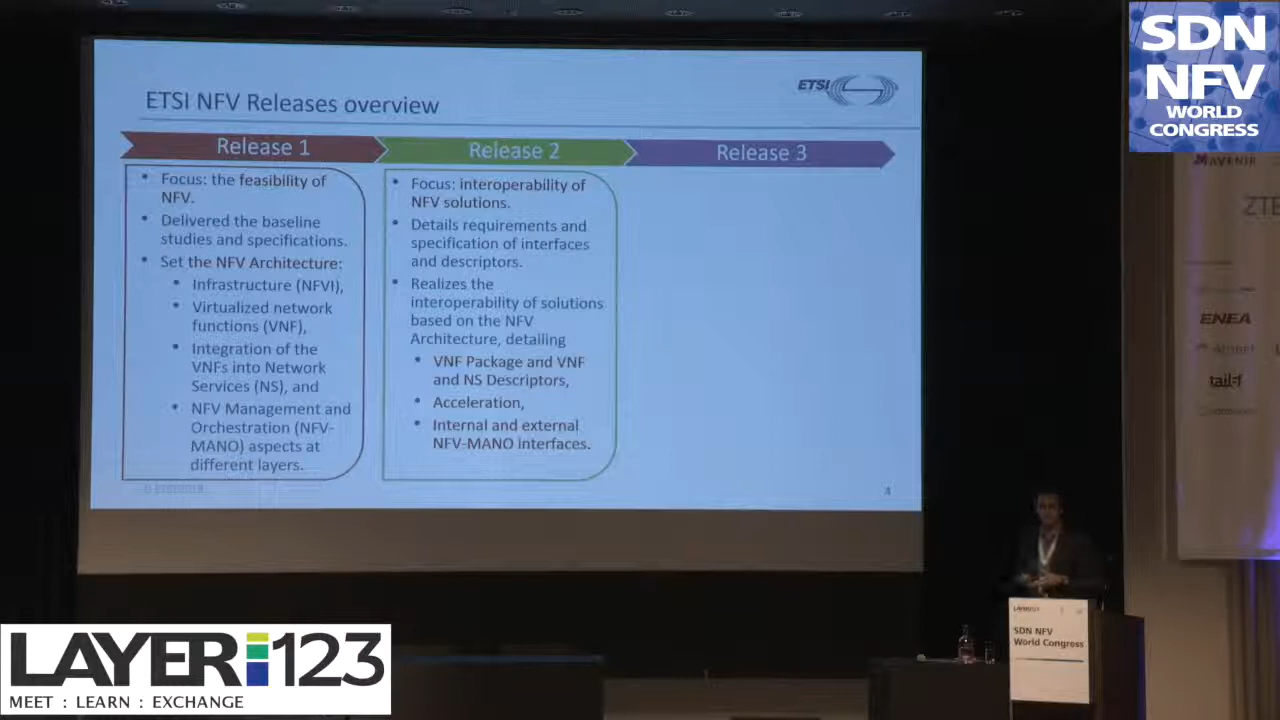 SDN
NFV
WORLD
CONGRESS
ETSI NFV Releases overview
ETSI
Release 1
Release 2
Release 3
• Focus: the feasibility of
NFV.
• Delivered the baseline
studies and specifications.
• Set the NFV Architecture:
• Infrastructure (NFVI),
• Virtualized network
functions (VNF),
• Integration of the
VNFs into Network
Services (NS), and
• NFV Management and
Orchestration (NFV-
MANO) aspects at
different layers.
• Focus: interoperability of
NFV solutions.
• Details requirements and
specification of interfaces
and descriptors.
• Realizes the
interoperability of solutions
based on the NFV
Architecture, detailing
• VNF Package and VNF
and NS Descriptors,
• Acceleration,
• Internal and external
NFV-MANO interfaces.
4
MAVENIR
ZTE
ENEA
tail-f
LAYER123
SDN NFV
World Congress
LAYER123
MEET : LEARN : EXCHANGE